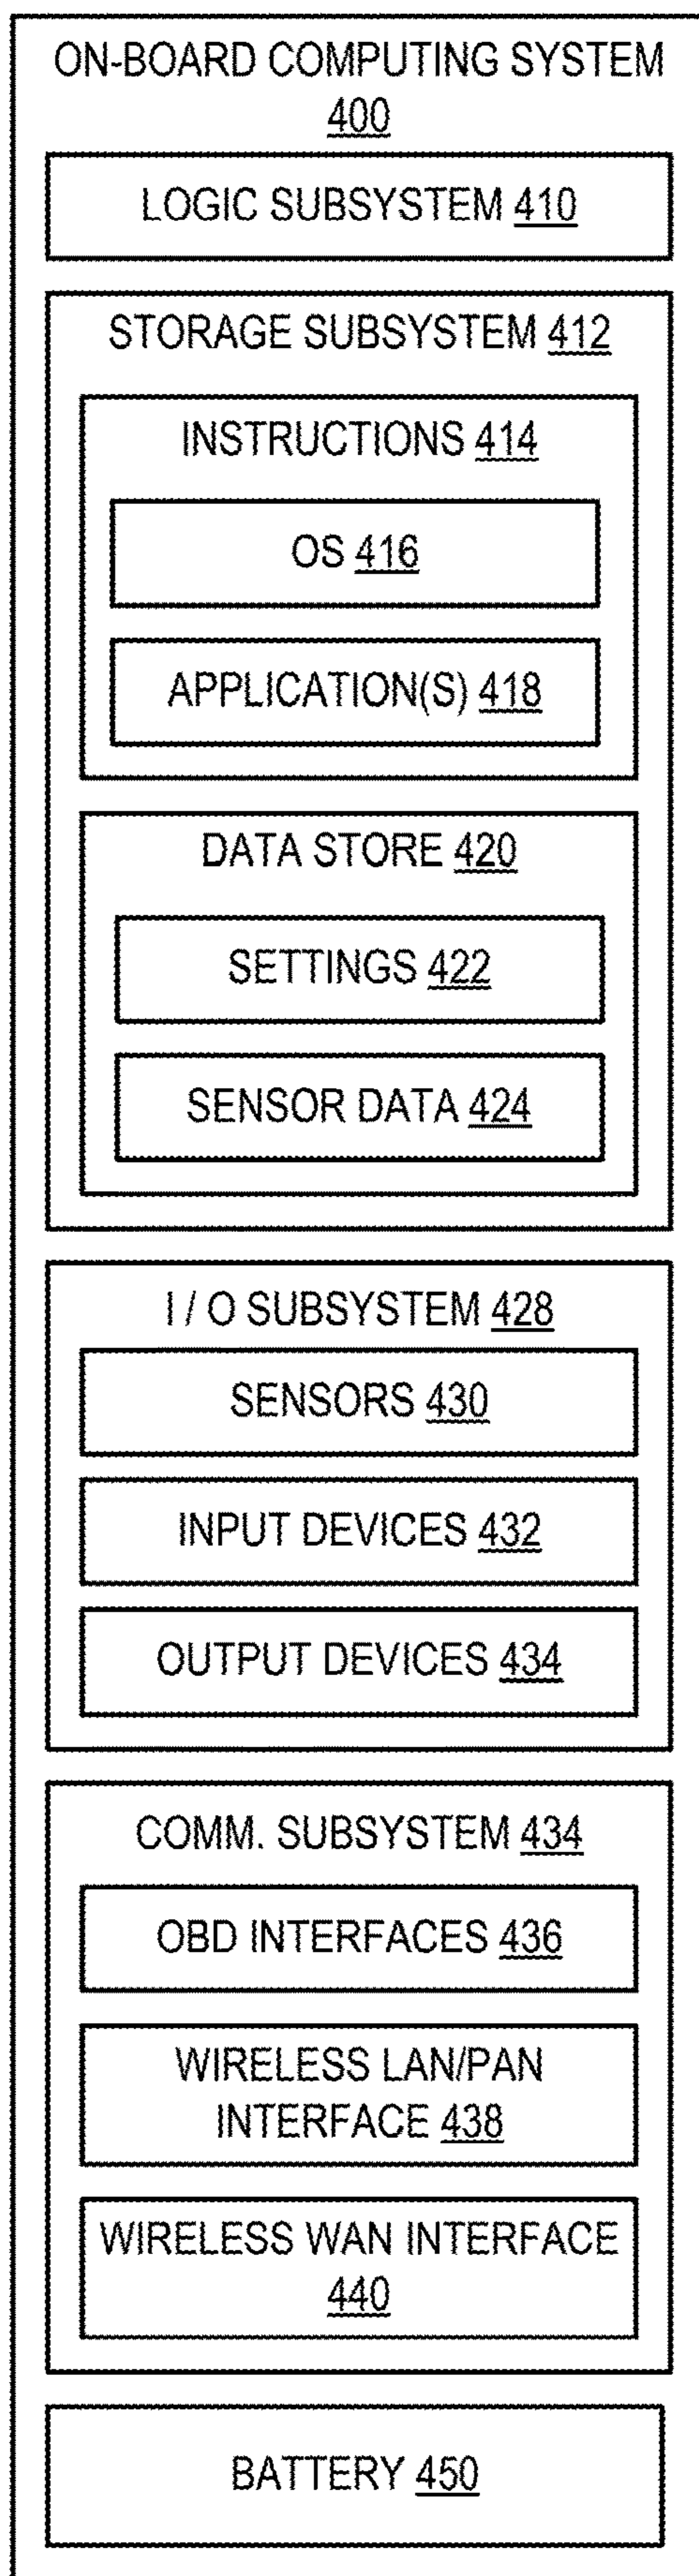 ON-BOARD COMPUTING SYSTEM
400
LOGIC SUBSYSTEM 410
STORAGE SUBSYSTEM 412
INSTRUCTIONS 414
OS 416
APPLICATION(S) 418
DATA STORE 420
SETTINGS 422
SENSOR DATA 424
I / O SUBSYSTEM 428
SENSORS 430
INPUT DEVICES 432
OUTPUT DEVICES 434
COMM. SUBSYSTEM 434
OBD INTERFACES 436
WIRELESS LAN/PAN
INTERFACE 438
WIRELESS WAN INTERFACE
440
BATTERY 450